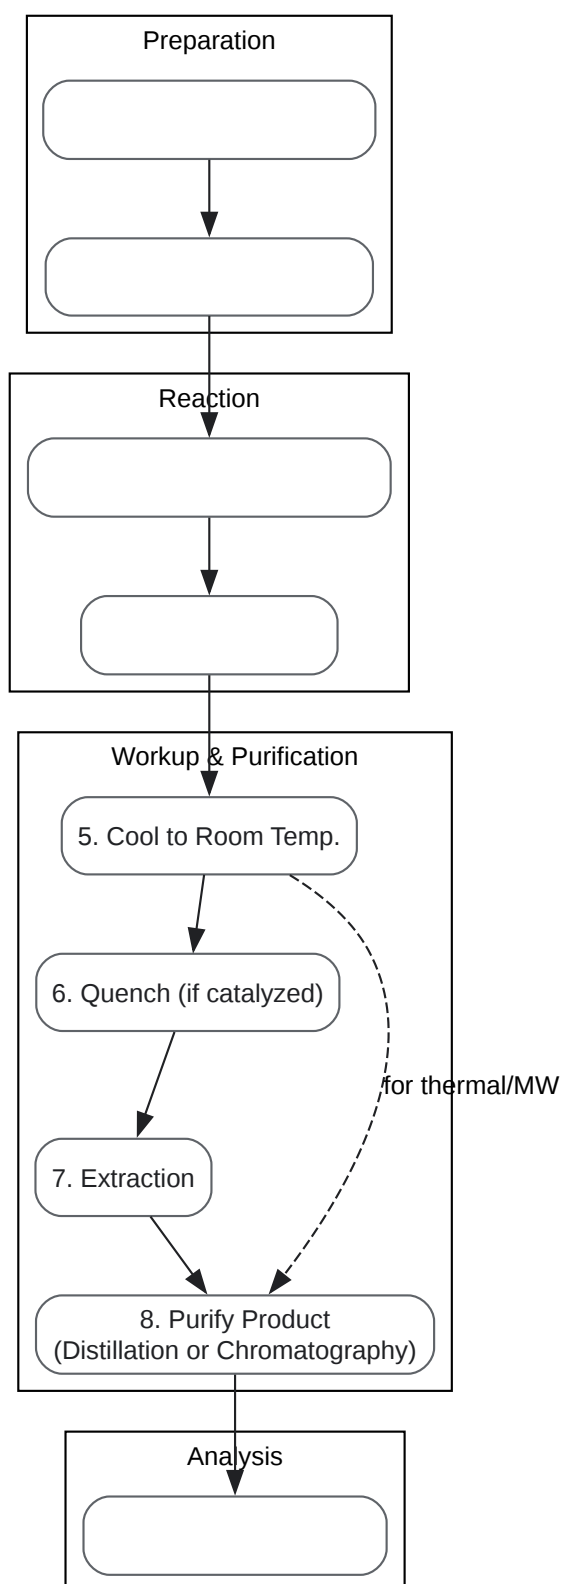 Preparation
Reaction
Workup & Purification
5. Cool to Room Temp.
6. Quench (if catalyzed)
for thermal/MW
7. Extraction
8. Purify Product
(Distillation or Chromatography)
Analysis